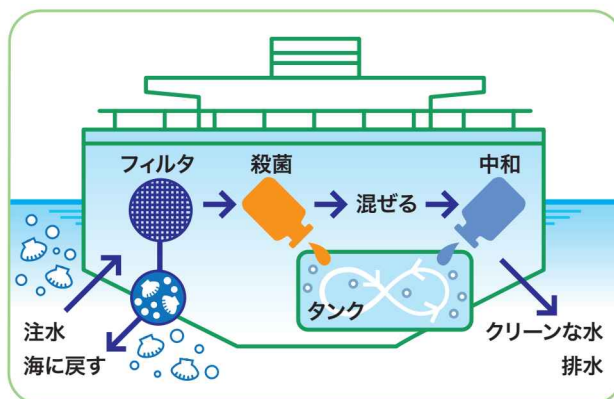 フィルタ
殺菌
混ぜる
中和
タンク
注水
海に戻す
クリーンな水
排水